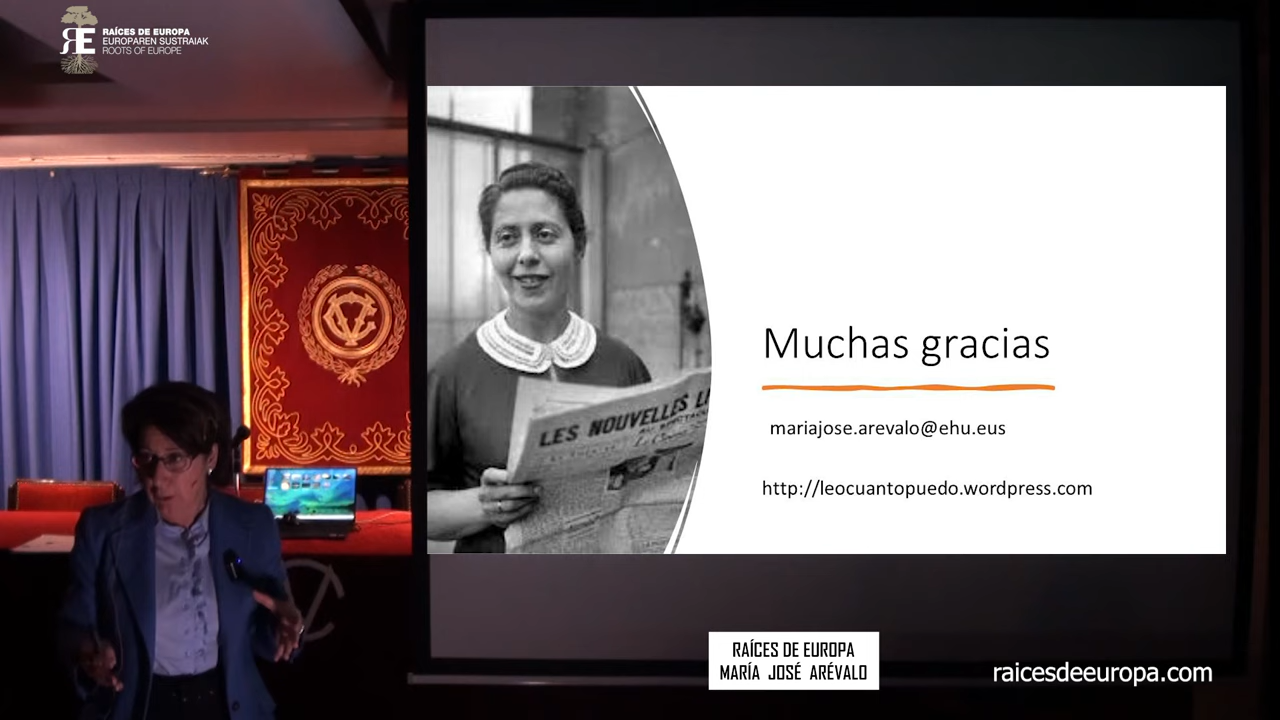 RAÍCES DE EUROPA
EUROPAREN SUSTRAIAK
ROOTS OF EUROPE
Muchas gracias
mariajose.arevalo@ehu.eus
http://leocuantopuedo.wordpress.com
LES NOUVELLES
RAÍCES DE EUROPA
MARÍA JOSÉ ARÉVALO
raicesdeeuropa.com